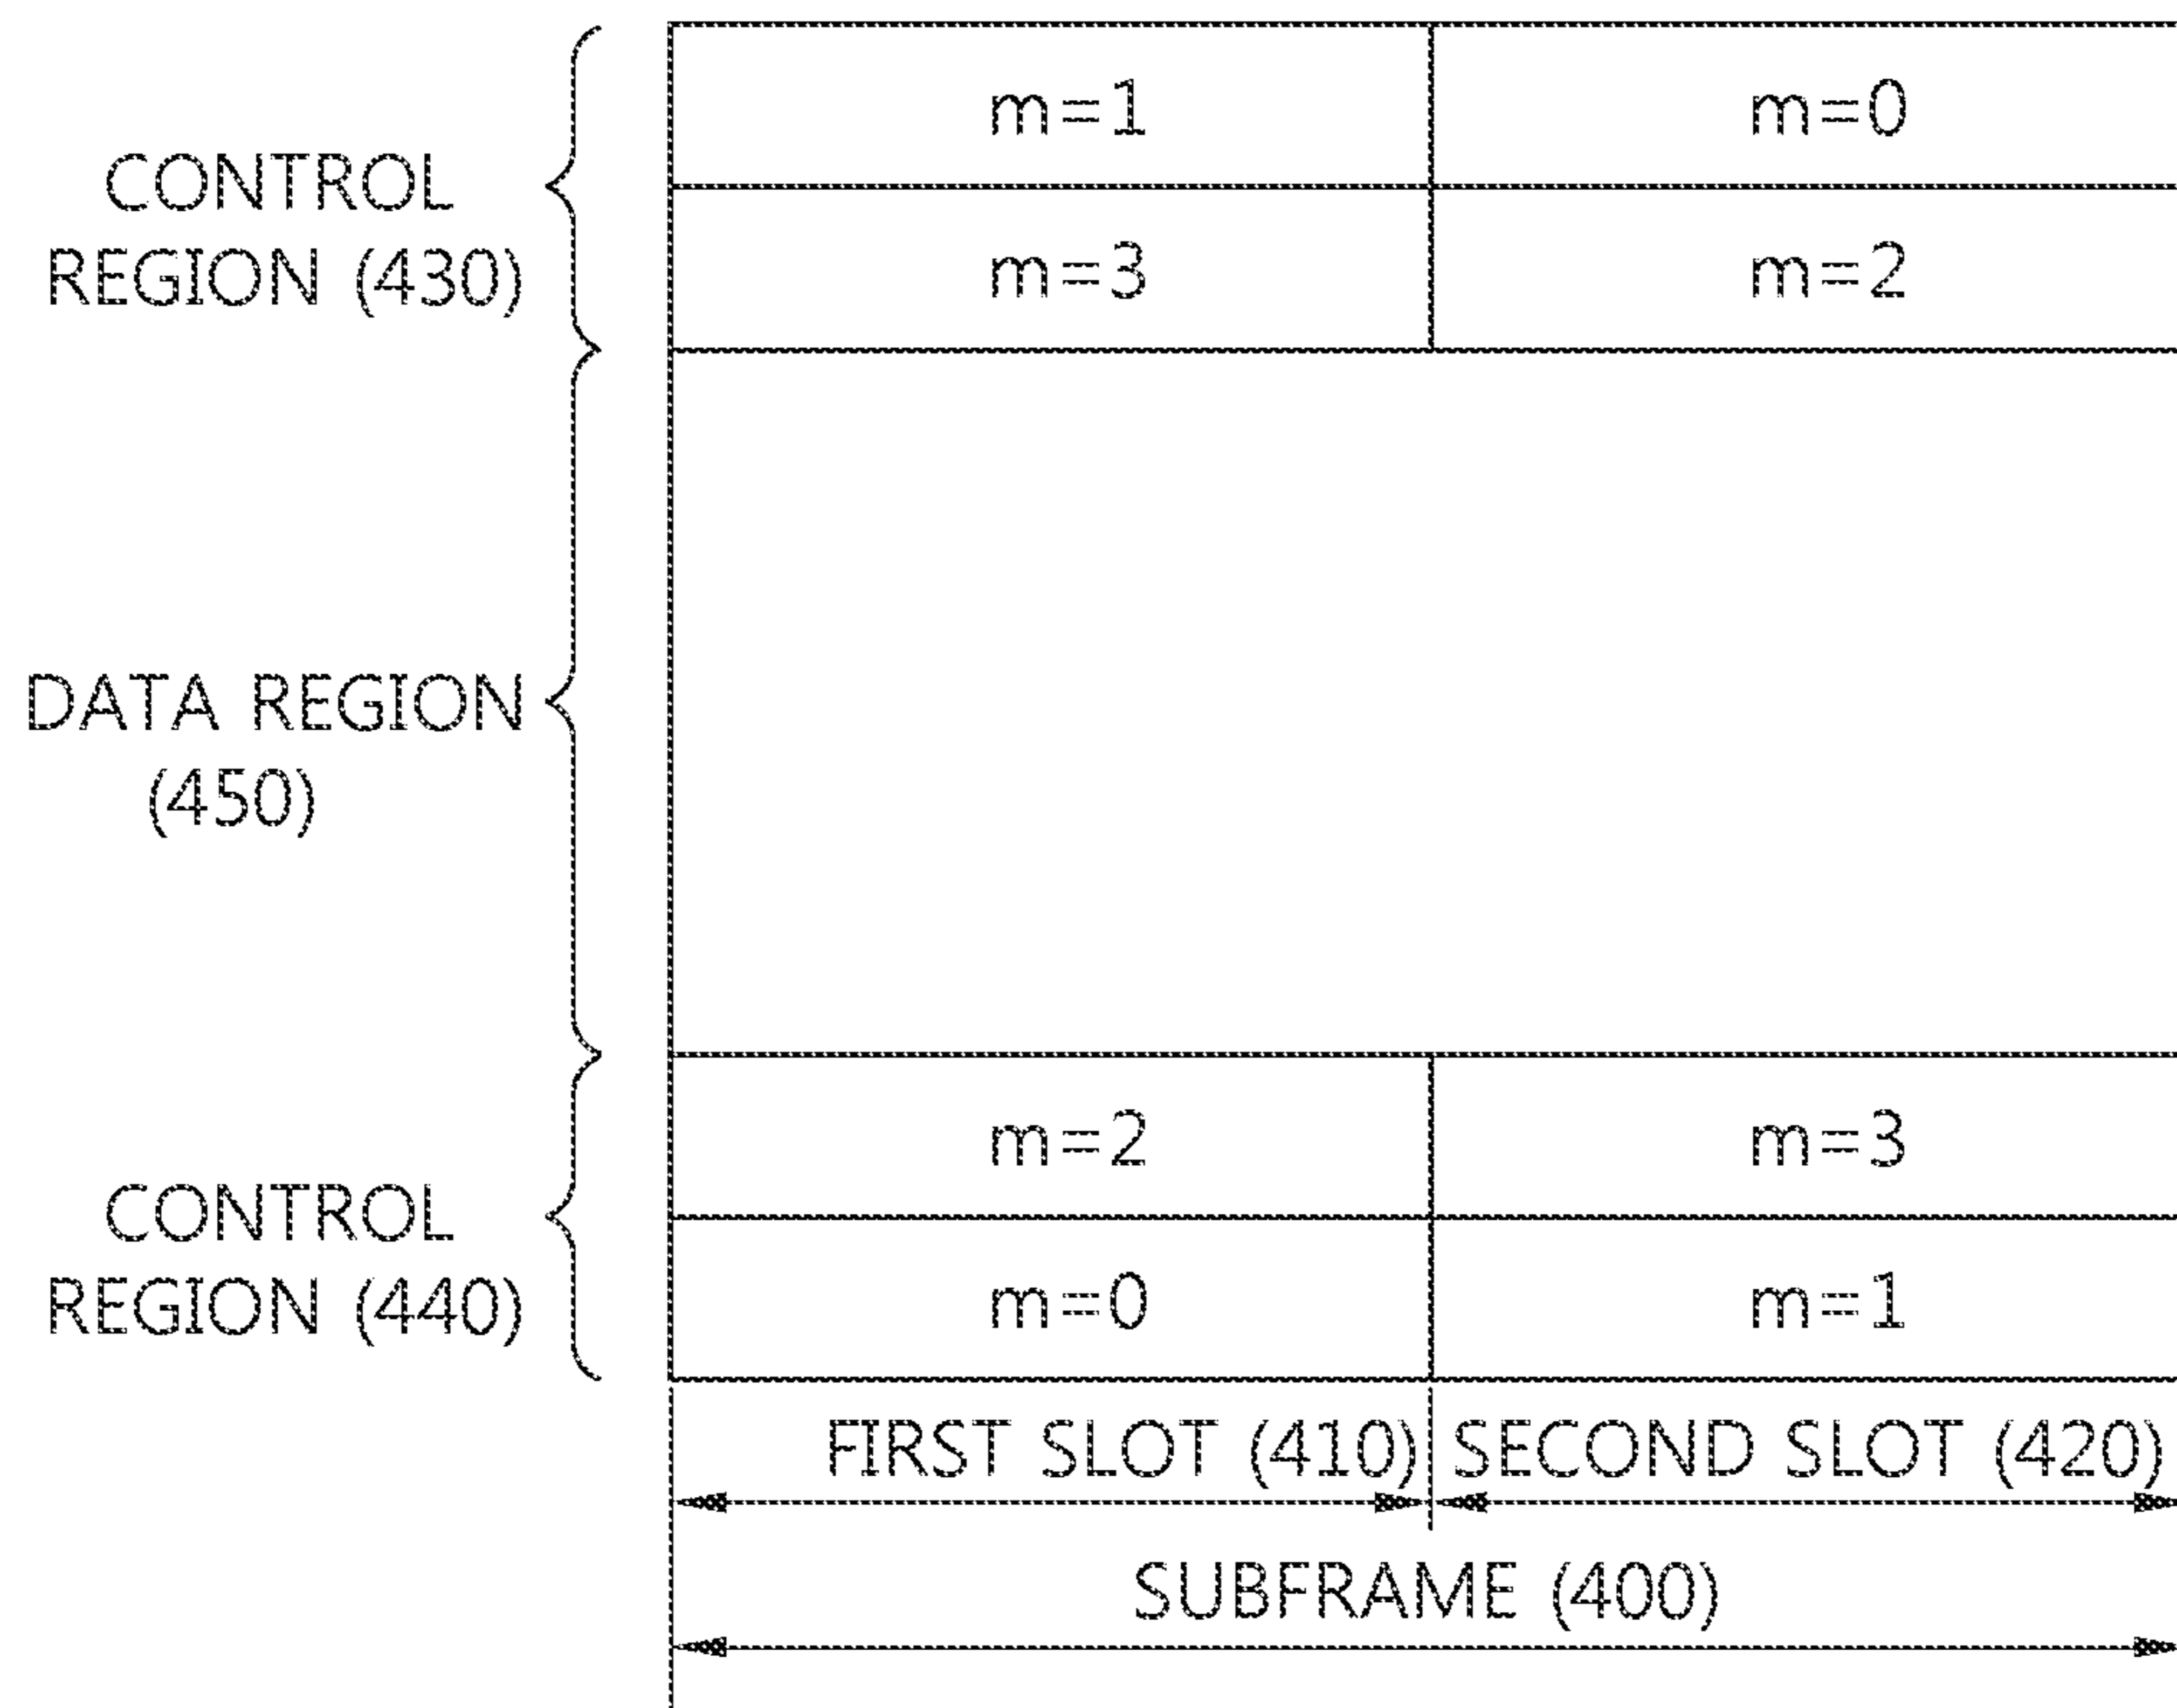 m=1 m=0
CONTROL
REGION (430)
m=3 m=2
DATA REGION
(450)
m=2 m=3
CONTROL
REGION (440)
m=0 m=1
FIRST SLOT (410) SECOND SLOT (420)
SUBFRAME (400)